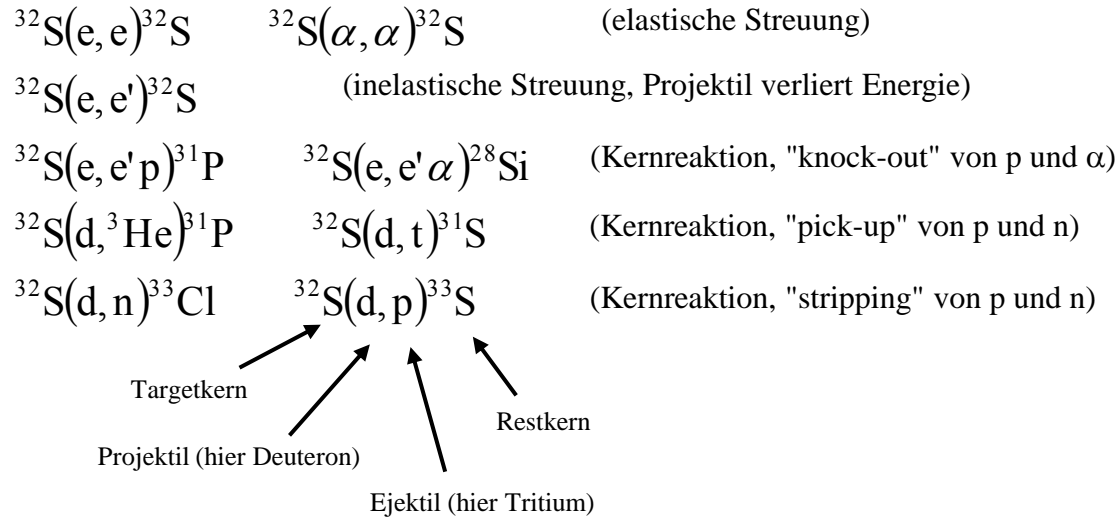 ³²S(e, e)³²S ³²S(α, α)³²S (elastische Streuung)
³²S(e, e')³²S (inelastische Streuung, Projektil verliert Energie)
³²S(e, e' p)³¹P ³²S(e, e' α)²⁸Si (Kernreaktion, "knock-out" von p und α)
³²S(d, ³He)³¹P ³²S(d, t)³¹S (Kernreaktion, "pick-up" von p und n)
³²S(d, n)³³Cl ³²S(d, p)³³S (Kernreaktion, "stripping" von p und n)
Targetkern
Restkern
Projektil (hier Deuteron)
Ejektil (hier Tritium)